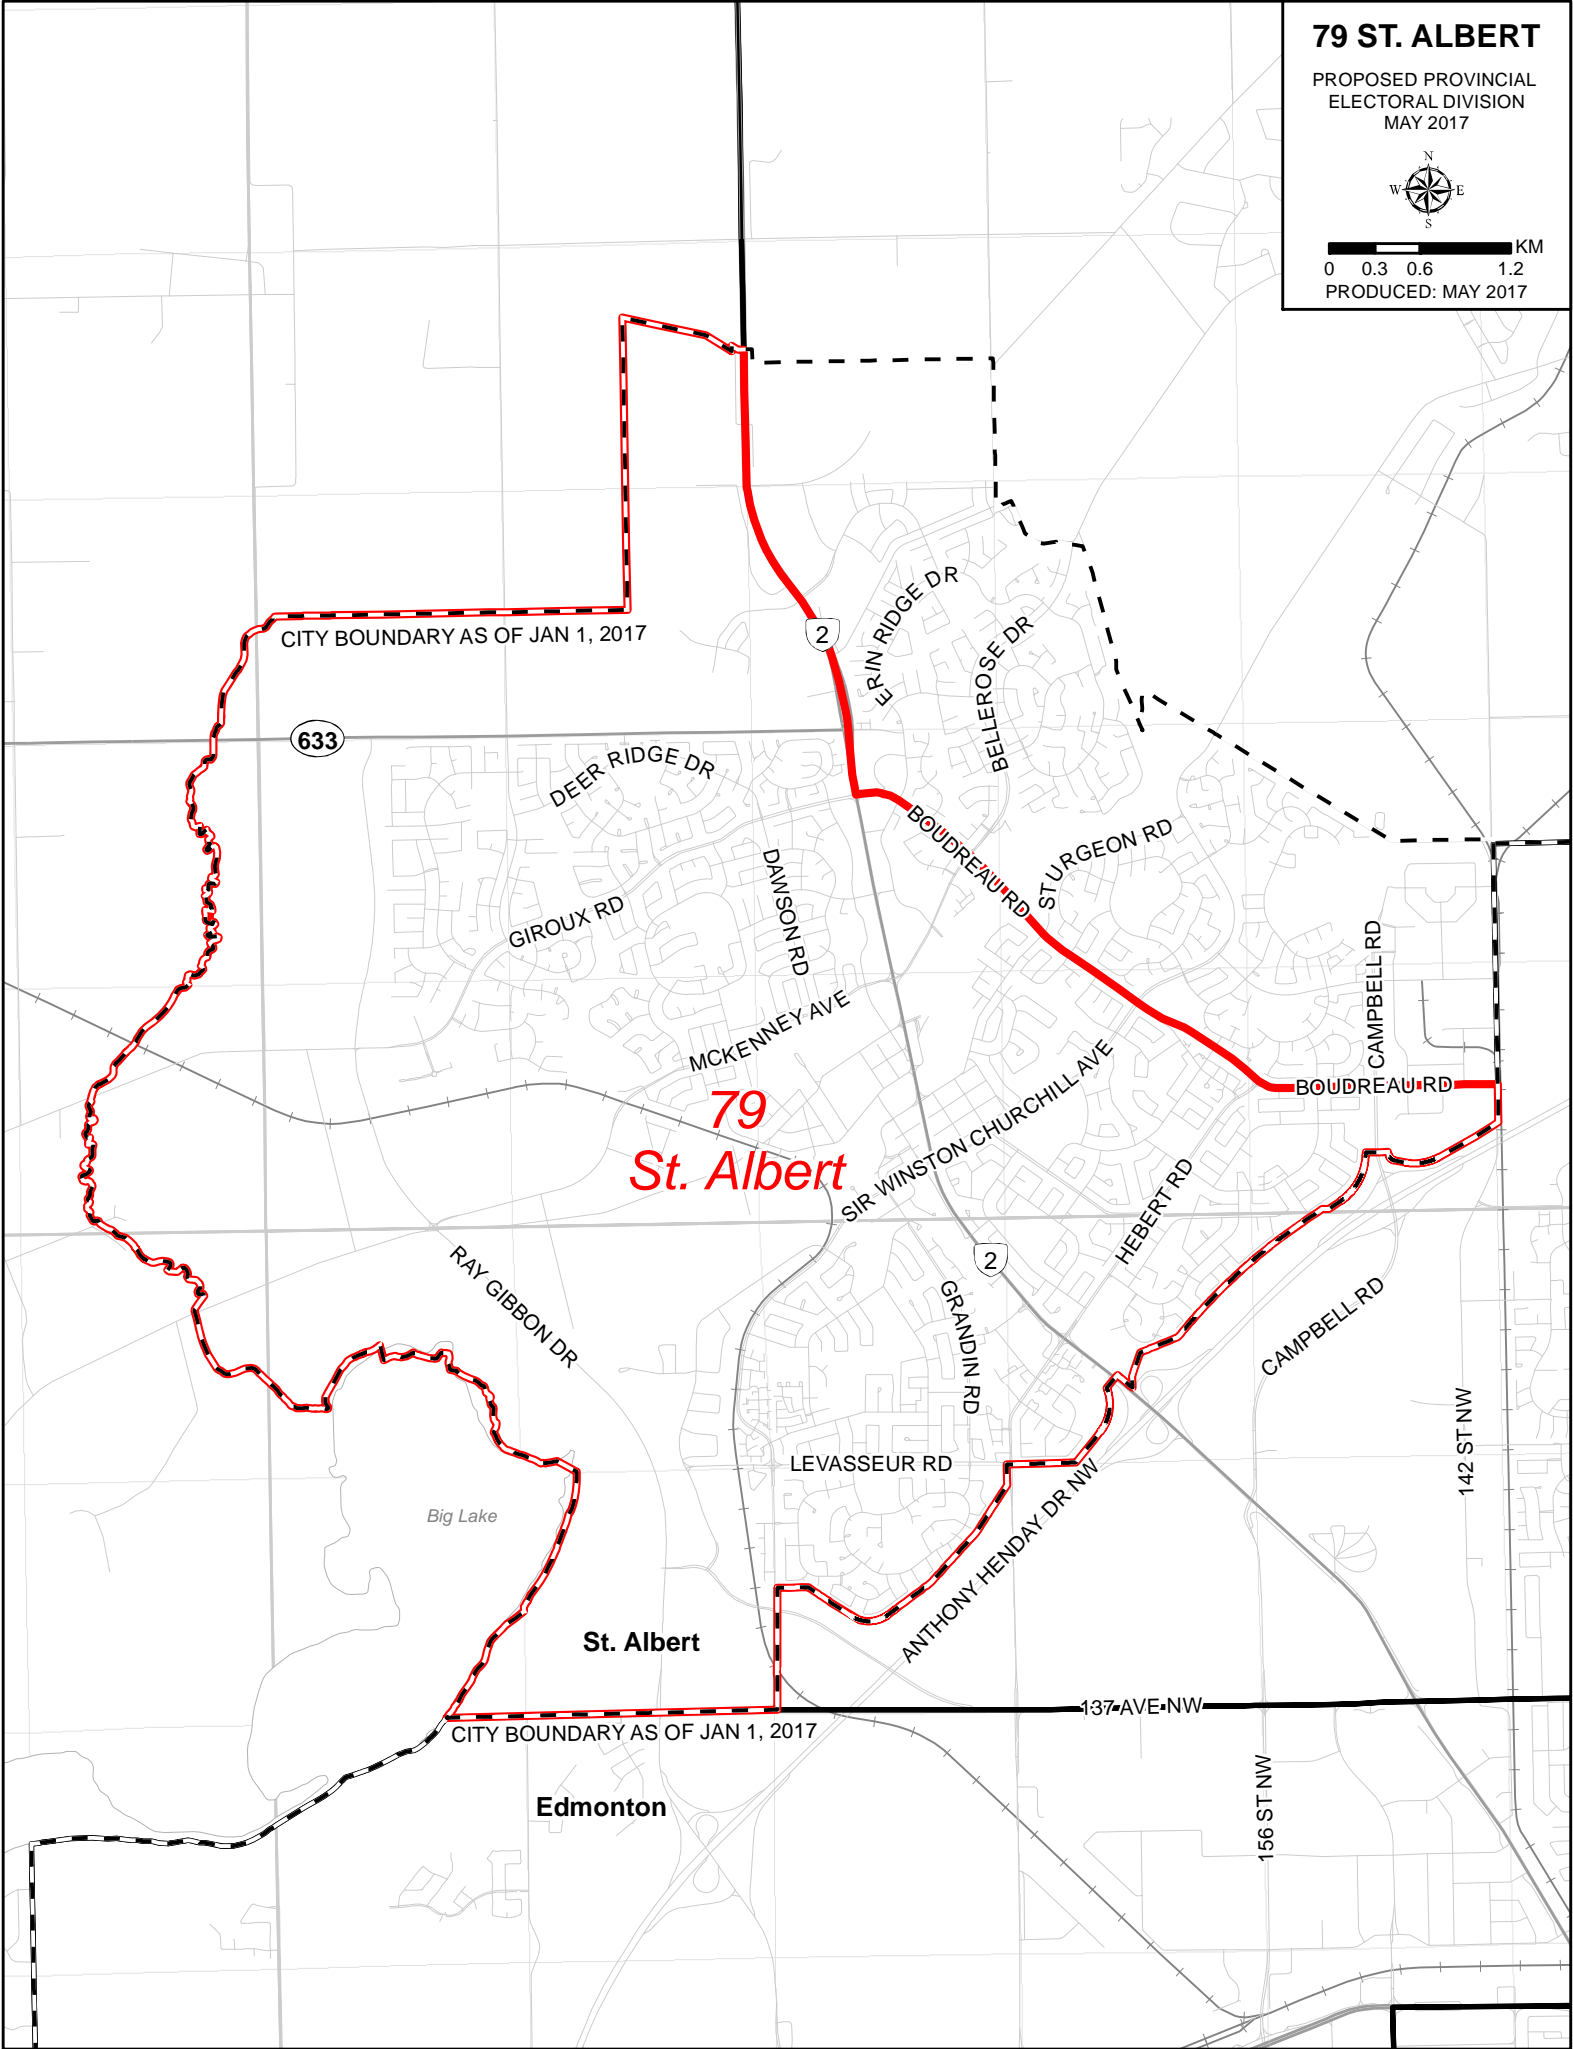 79 ST. ALBERT
PROPOSED PROVINCIAL
ELECTORAL DIVISION
MAY 2017
N
W E
S
KM
0 0.3 0.6 1.2
PRODUCED: MAY 2017
ERIN RIDGE DR
CITY BOUNDARY AS OF JAN 1, 2017
2
BELLEROSE DR
633
DEER RIDGE DR
BOUDREAU RD
STURGEON RD
DAWSON RD
GIROUX RD
CAMPBELL RD
MCKENNEY AVE
SIR WINSTON CHURCHILL AVE
BOUDREAU RD
79
St. Albert
HEBERT RD
2
RAY GIBBON DR
GRANDIN RD
CAMPBELL RD
142 ST NW
LEVASSEUR RD
Big Lake
ANTHONY HENDAY DR NW
St. Albert
137 AVE NW
CITY BOUNDARY AS OF JAN 1, 2017
156 ST NW
Edmonton